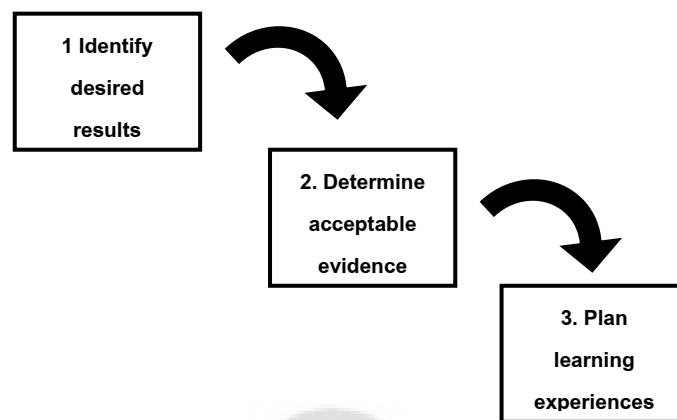 1 Identify
desired
results
2. Determine
acceptable
evidence
3. Plan
learning
experiences